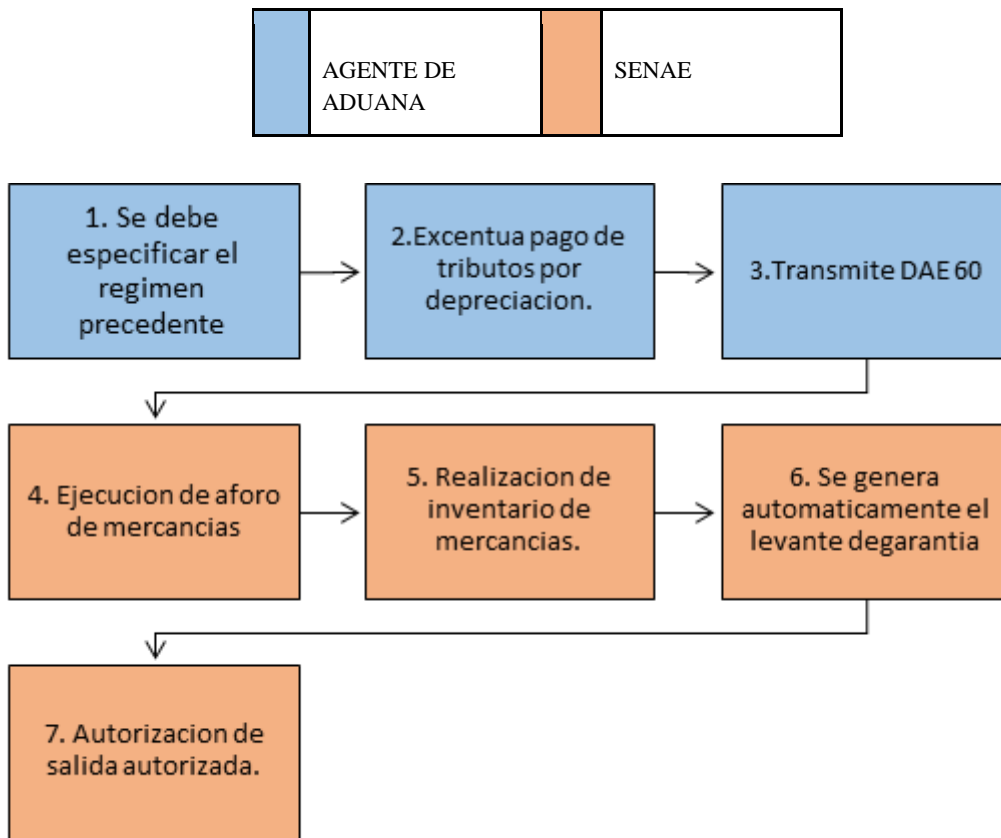 AGENTE DE
ADUANA
SENAE
1. Se debe
especificar el
regimen
precedente
2.Excentua pago de
tributos por
depreciacion.
3.Transmite DAE 60
4. Ejecucion de aforo
de mercancias
5. Realizacion de
inventario de
mercancias.
6. Se genera
automaticamente el
levante degarantia
7. Autorizacion de
salida autorizada.